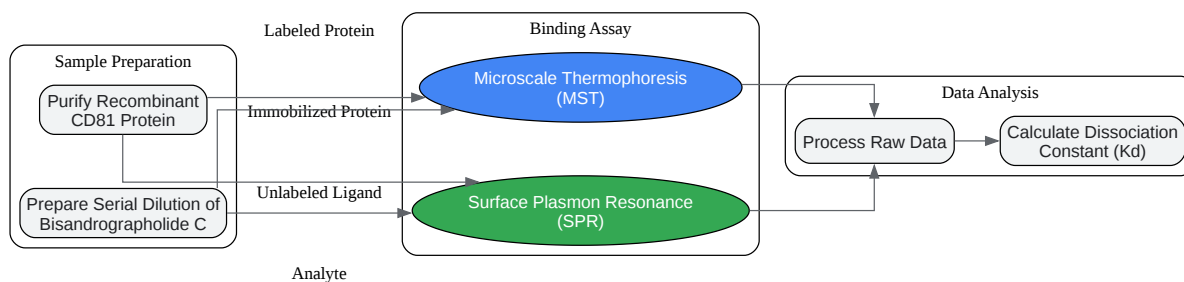 Labeled Protein
Binding Assay
Sample Preparation
Microscale Thermophoresis
(MST)
Data Analysis
Purify Recombinant
CD81 Protein
Immobilized Protein
Process Raw Data
Calculate Dissociation
Constant (Kd)
Unlabeled Ligand
Prepare Serial Dilution of
Bisandrographolide C
Surface Plasmon Resonance
(SPR)
Analyte